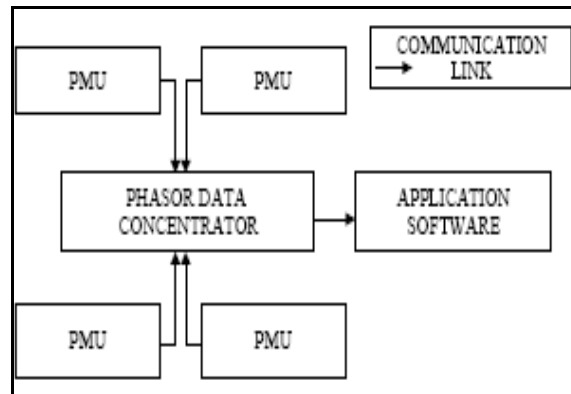 PMU
PMU
COMMUNICATION
LINK
PHASOR DATA
CONCENTRATOR
APPLICATION
SOFTWARE
PMU
PMU